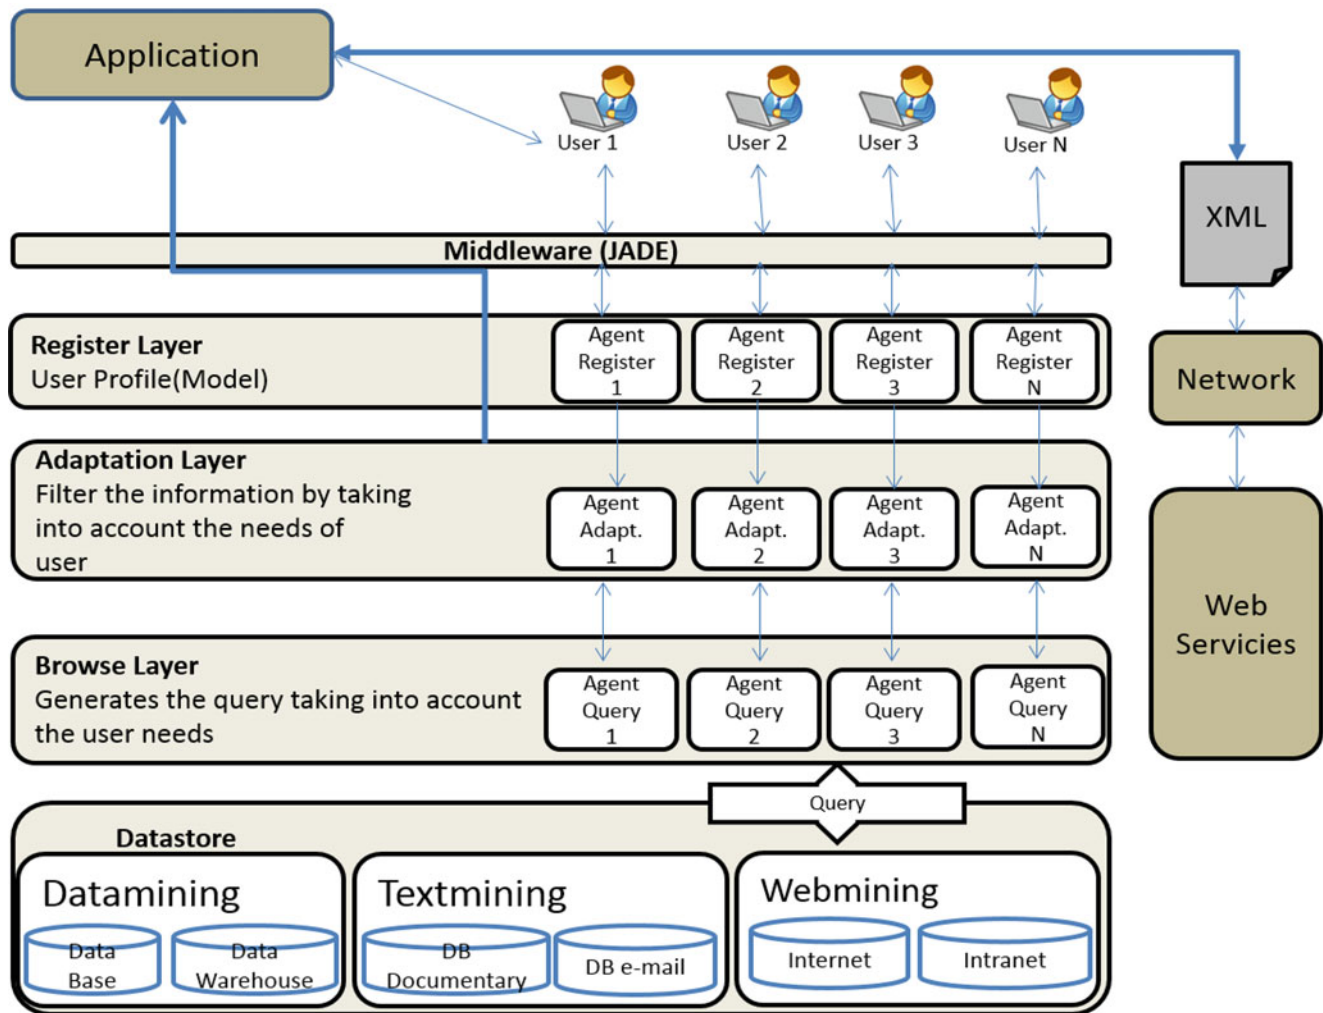 Application
User 1
User 2
User 3
User N
XML
Middleware (JADE)
Register Layer
User Profile(Model)
Agent
Register
1
Agent
Register
2
Agent
Register
3
Agent
Register
N
Network
Adaptation Layer
Filter the information by taking
into account the needs of
user
Agent
Adapt.
1
Agent
Adapt.
2
Agent
Adapt.
3
Agent
Adapt.
N
Web
Servicies
Browse Layer
Generates the query taking into account
the user needs
Agent
Query
1
Agent
Query
2
Agent
Query
3
Agent
Query
N
Query
Datastore
Datamining
Data
Base
Data
Warehouse
Textmining
DB
Documentary
DB e-mail
Webmining
Internet
Intranet